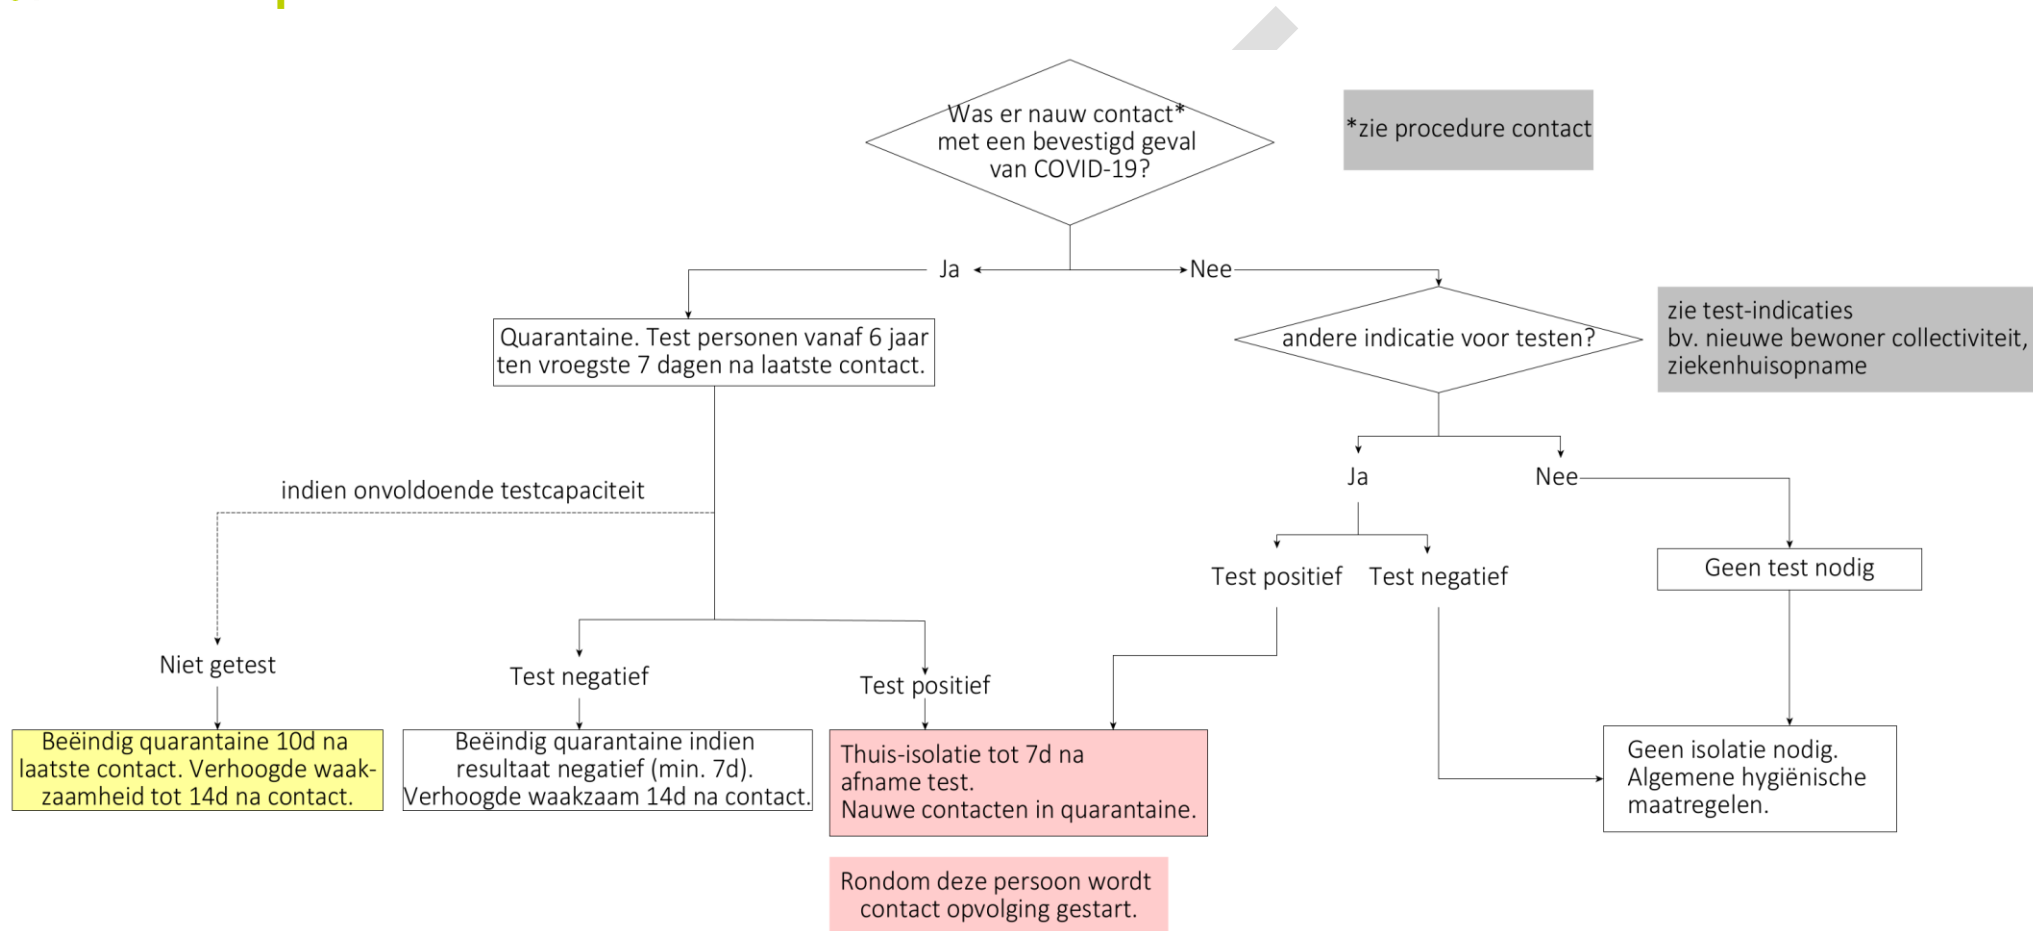 Was er nauw contact*
met een bevestigd geval
van COVID-19?
*zie procedure contact
Ja
Nee
Quarantaine. Test personen vanaf 6 jaar
ten vroegste 7 dagen na laatste contact.
andere indicatie voor testen?
zie test-indicaties
bv. nieuwe bewoner collectiviteit,
ziekenhuisopname
Ja
Nee
indien onvoldoende testcapaciteit
Test positief
Test negatief
Geen test nodig
Niet getest
Test negatief
Test positief
Beëindig quarantaine 10d na
laatste contact. Verhoogde waak-
zaamheid tot 14d na contact.
Beëindig quarantaine indien
resultaat negatief (min. 7d).
Verhoogde waakzaam 14d na contact.
Thuis-isolatie tot 7d na
afname test.
Nauwe contacten in quarantaine.
Geen isolatie nodig.
Algemene hygiënische
maatregelen.
Rondom deze persoon wordt
contact opvolging gestart.